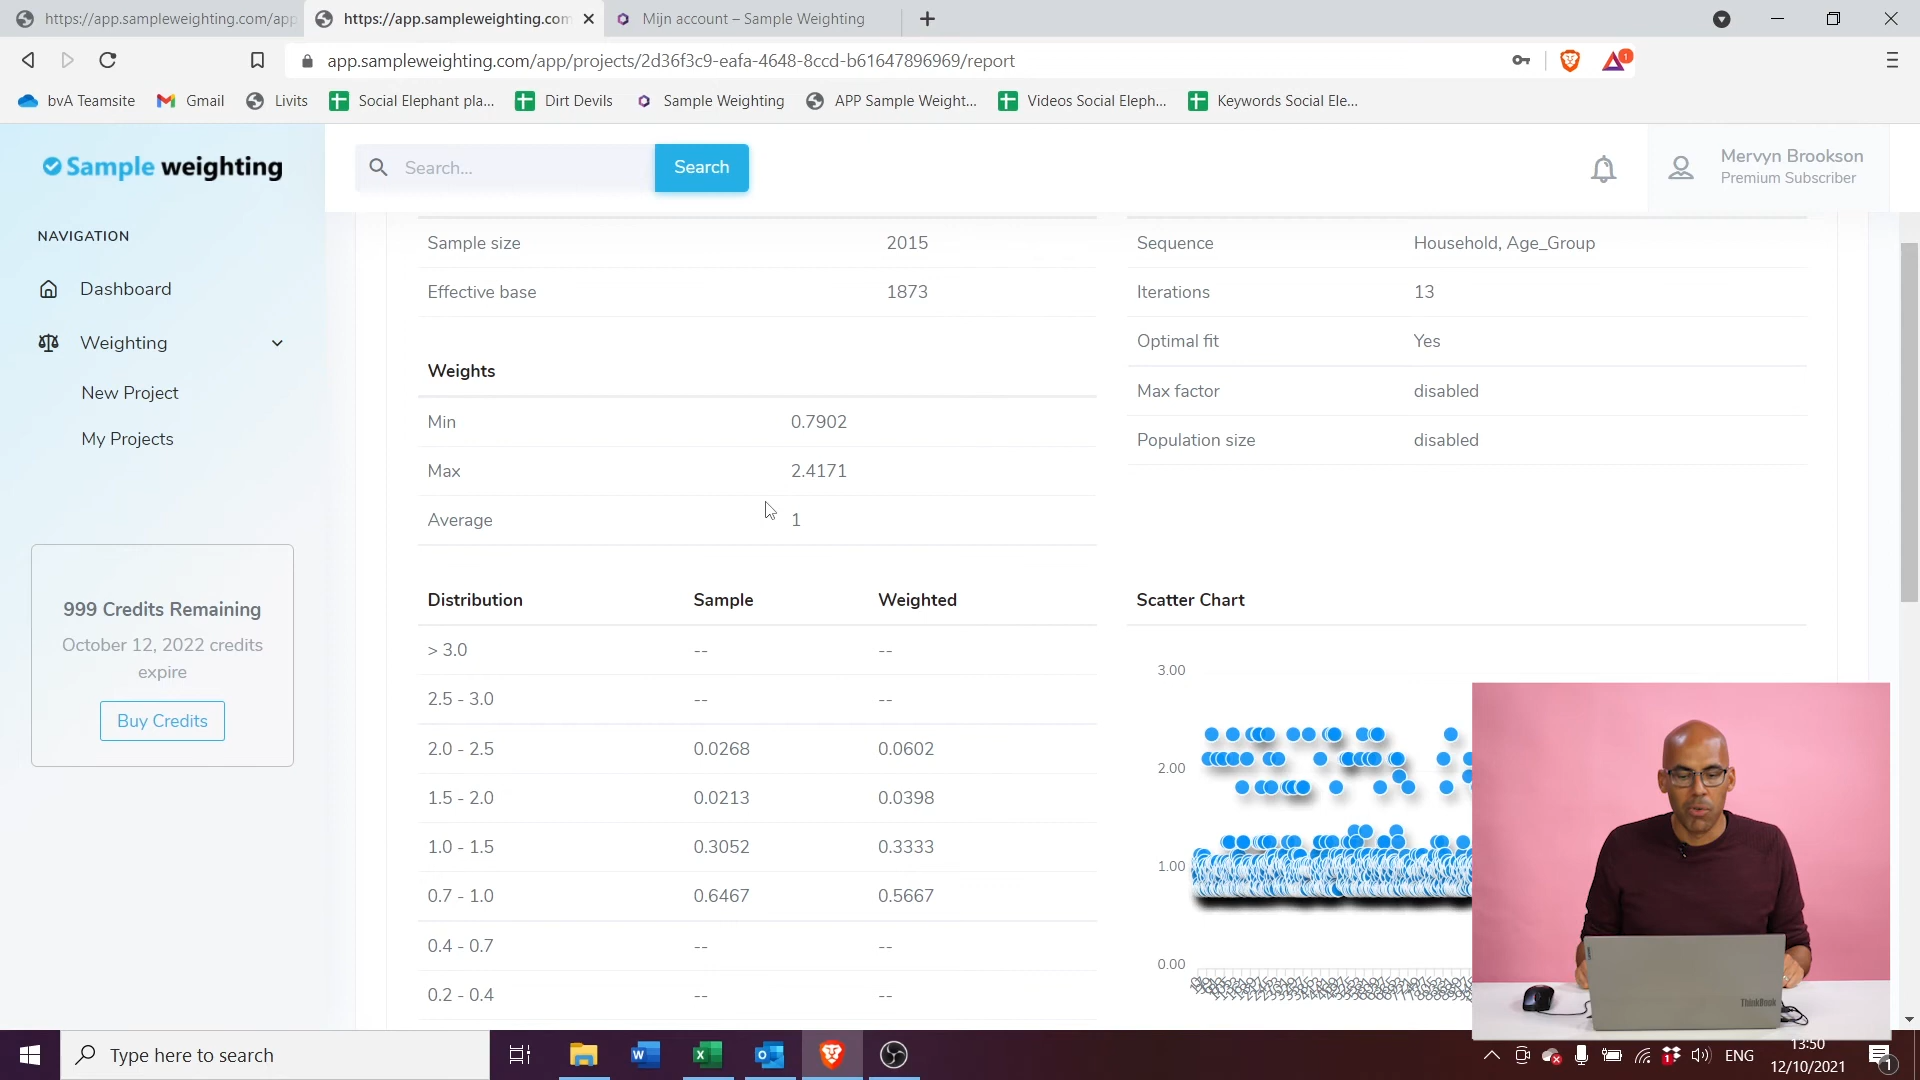 https://app.sampleweighting.com/app
https://app.sampleweighting.com
Mijn account – Sample Weighting
app.sampleweighting.com/app/projects/2d36f3c9-eafa-4648-8ccd-b61647896969/report
1
bvA Teamsite
Gmail
Livits
Social Elephant pla...
Dirt Devils
Sample Weighting
APP Sample Weight...
Videos Social Eleph...
Keywords Social Ele...
Sample weighting
Search...
Search
Mervyn Brookson
Premium Subscriber
NAVIGATION
Dashboard
Weighting
New Project
My Projects
999 Credits Remaining
October 12, 2022 credits
expire
Buy Credits
Sample size 2015
Effective base 1873
Weights
Min 0.7902
Max 2.4171
Average 1
Sequence Household, Age_Group
Iterations 13
Optimal fit Yes
Max factor disabled
Population size disabled
Distribution Sample Weighted
> 3.0 -- --
2.5 - 3.0 -- --
2.0 - 2.5 0.0268 0.0602
1.5 - 2.0 0.0213 0.0398
1.0 - 1.5 0.3052 0.3333
0.7 - 1.0 0.6467 0.5667
0.4 - 0.7 -- --
0.2 - 0.4 -- --
Scatter Chart
3.00
2.00
1.00
0.00
ThinkBook
Type here to search
ENG
13:50
12/10/2021
1